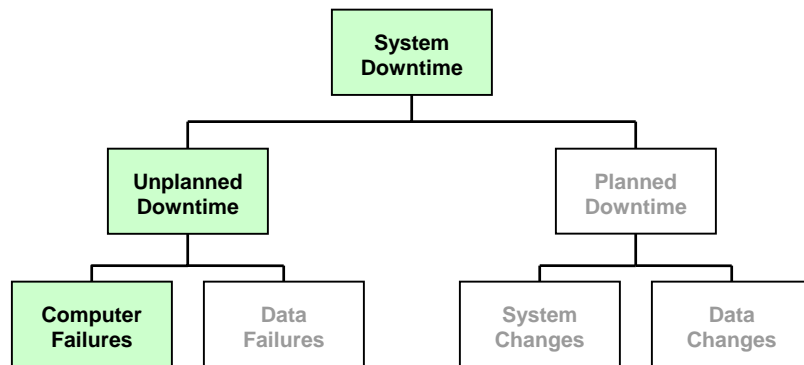 System
Downtime
Unplanned
Downtime
Planned
Downtime
Computer
Failures
Data
Failures
System
Changes
Data
Changes